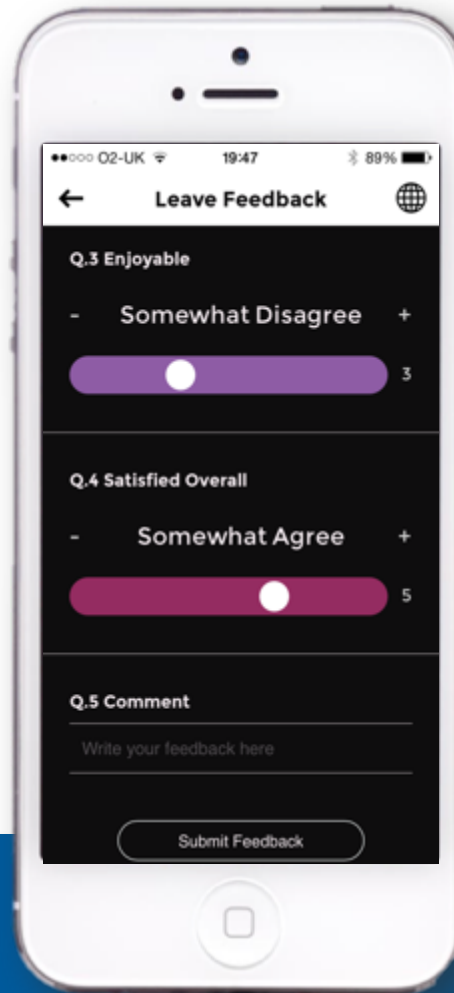 O2-UK 19:47 89%
Leave Feedback
Q.3 Enjoyable
- Somewhat Disagree +
3
Q.4 Satisfied Overall
- Somewhat Agree +
5
Q.5 Comment
Write your feedback here
Submit Feedback